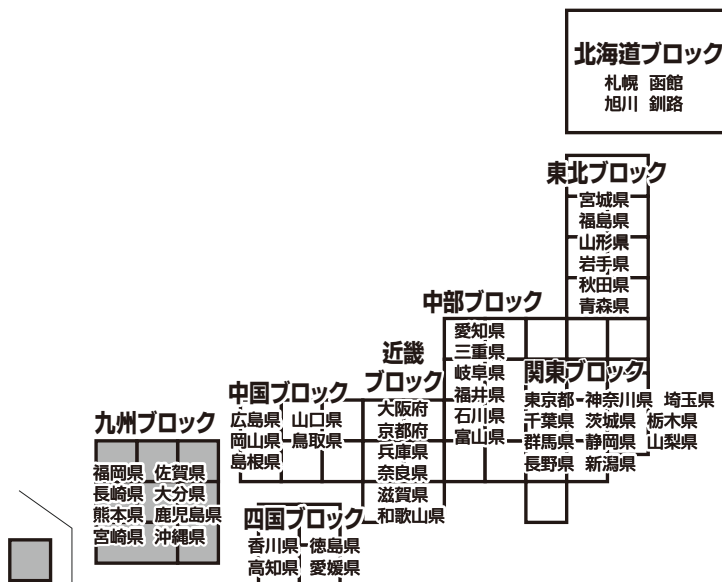 北海道ブロック
札幌 函館
旭川 釧路
東北ブロック
宮城県
福島県
山形県
岩手県
秋田県
青森県
中部ブロック
愛知県
三重県
岐阜県
福井県
石川県
富山県
関東ブロック
東京都 神奈川県 埼玉県
千葉県 茨城県 栃木県
群馬県 静岡県 山梨県
長野県 新潟県
近畿
ブロック
大阪府
京都府
兵庫県
奈良県
滋賀県
和歌山県
中国ブロック
広島県 山口県
岡山県 鳥取県
島根県
四国ブロック
香川県 徳島県
高知県 愛媛県
九州ブロック
福岡県 佐賀県
長崎県 大分県
熊本県 鹿児島県
宮崎県 沖縄県